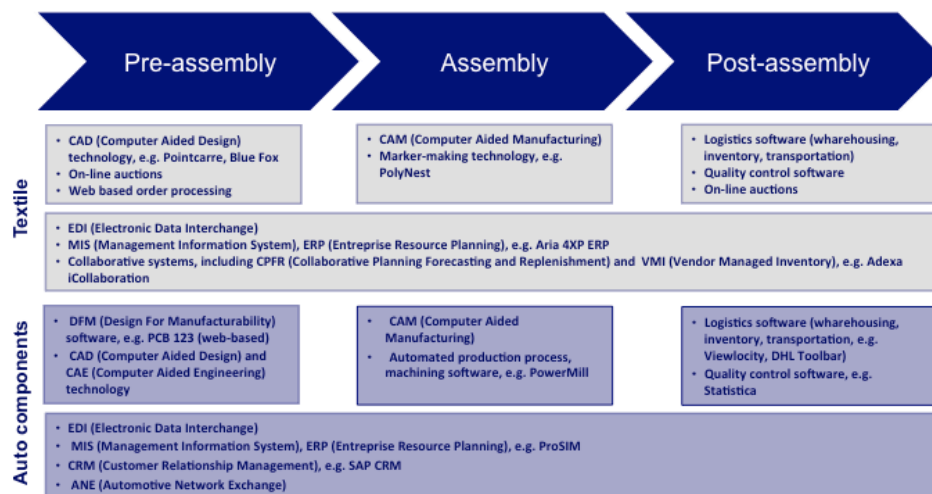 Pre-assembly
Assembly
Post-assembly
Textile
• CAD (Computer Aided Design)
technology, e.g. Pointcarre, Blue Fox
• On-line auctions
• Web based order processing
• CAM (Computer Aided Manufacturing)
• Marker-making technology, e.g.
PolyNest
• Logistics software (wharehousing,
inventory, transportation)
• Quality control software
• On-line auctions
• EDI (Electronic Data Interchange)
• MIS (Management Information System), ERP (Entreprise Resource Planning), e.g. Aria 4XP ERP
• Collaborative systems, including CPFR (Collaborative Planning Forecasting and Replenishment) and VMI (Vendor Managed Inventory), e.g. Adexa
iCollaboration
Auto components
• DFM (Design For Manufacturability)
software, e.g. PCB 123 (web-based)
• CAD (Computer Aided Design) and
CAE (Computer Aided Engineering)
technology
• CAM (Computer Aided
Manufacturing)
• Automated production process,
machining software, e.g. PowerMill
• Logistics software (wharehousing,
inventory, transportation, e.g.
Viewlocity, DHL Toolbar)
• Quality control software, e.g.
Statistica
• EDI (Electronic Data Interchange)
• MIS (Management Information System), ERP (Entreprise Resource Planning), e.g. ProSIM
• CRM (Customer Relationship Management), e.g. SAP CRM
• ANE (Automotive Network Exchange)